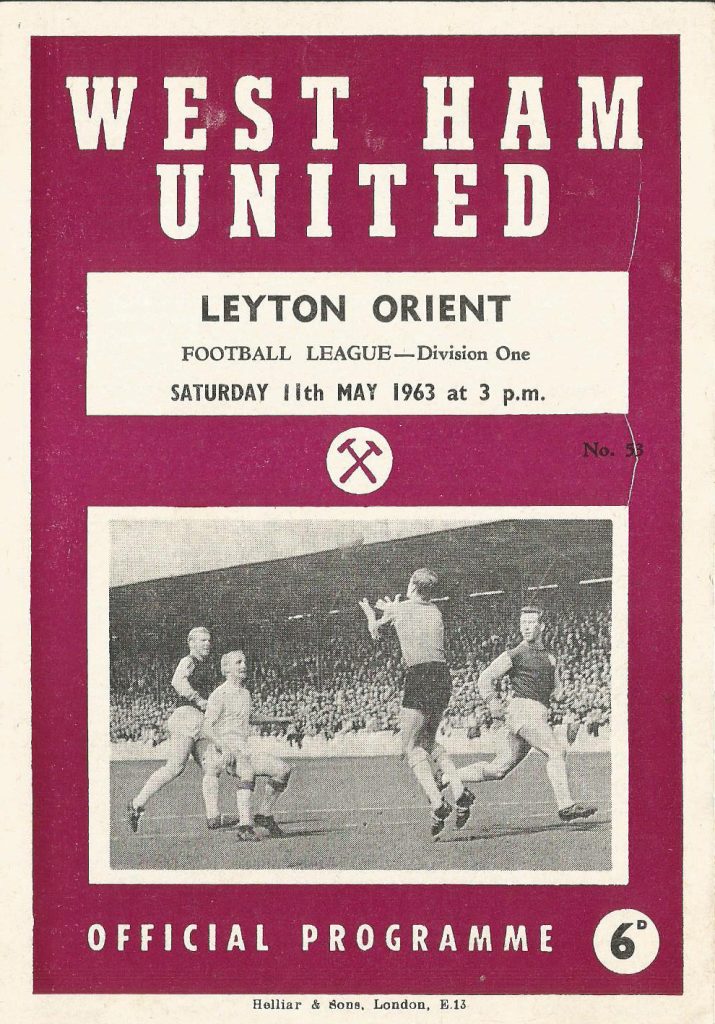 WEST HAM
UNITED
LEYTON ORIENT
FOOTBALL LEAGUE—Division One
SATURDAY 11th MAY 1963 at 3 p.m.
No. 53
OFFICIAL PROGRAMME
6D
Helliar & Sons, London, E.13